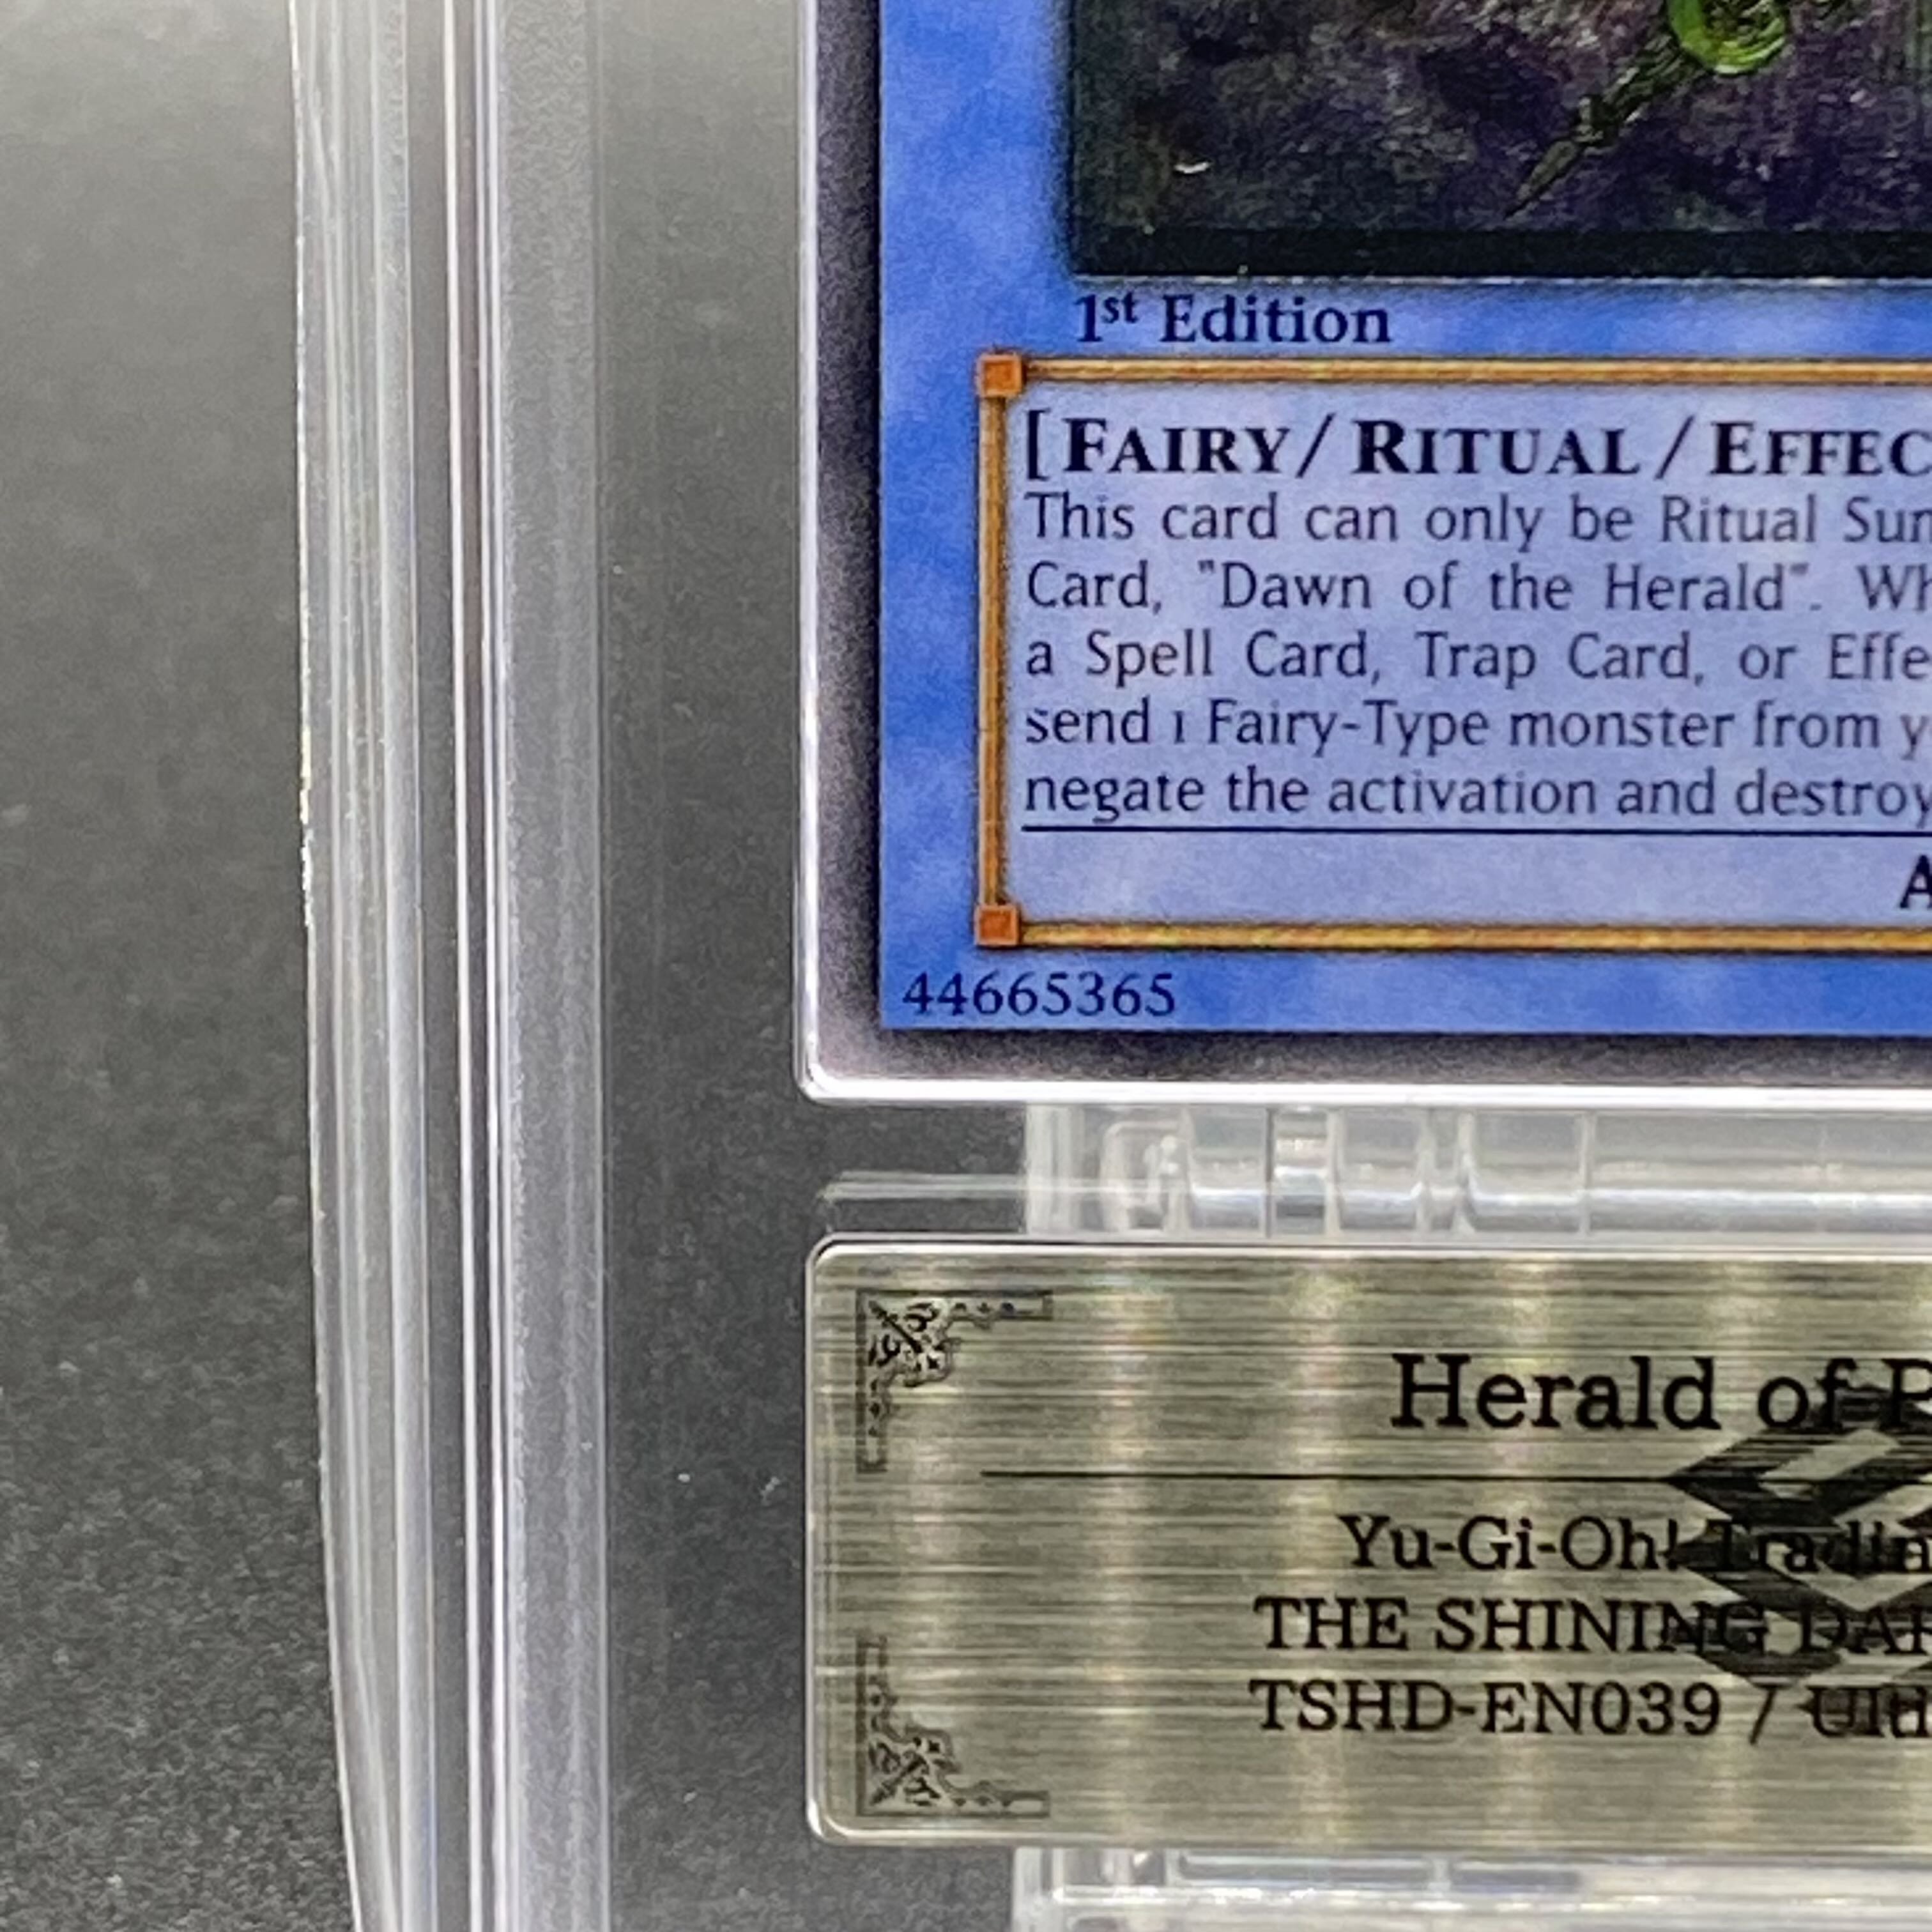 1st Edition
[FAIRY/RITUAL/EFFEC
This card can only be Ritual Sum
Card, "Dawn of the Herald". Wh
a Spell Card, Trap Card, or Effe
send 1 Fairy-Type monster from y
negate the activation and destroy
A
44665365
Herald of P
Yu-Gi-Oh! Tradin
THE SHINING DAR
TSHD-EN039 / Ult